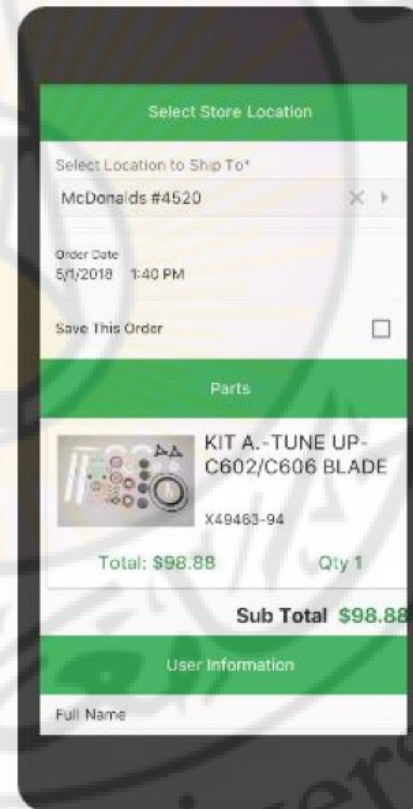 Select Store Location
Select Location to Ship To*
McDonalds #4520
Order Date
5/1/2018 1:40 PM
Save This Order
Parts
KIT A.-TUNE UP-
C602/C606 BLADE
X49463-94
Total: $98.88 Qty 1
Sub Total $98.88
User Information
Full Name